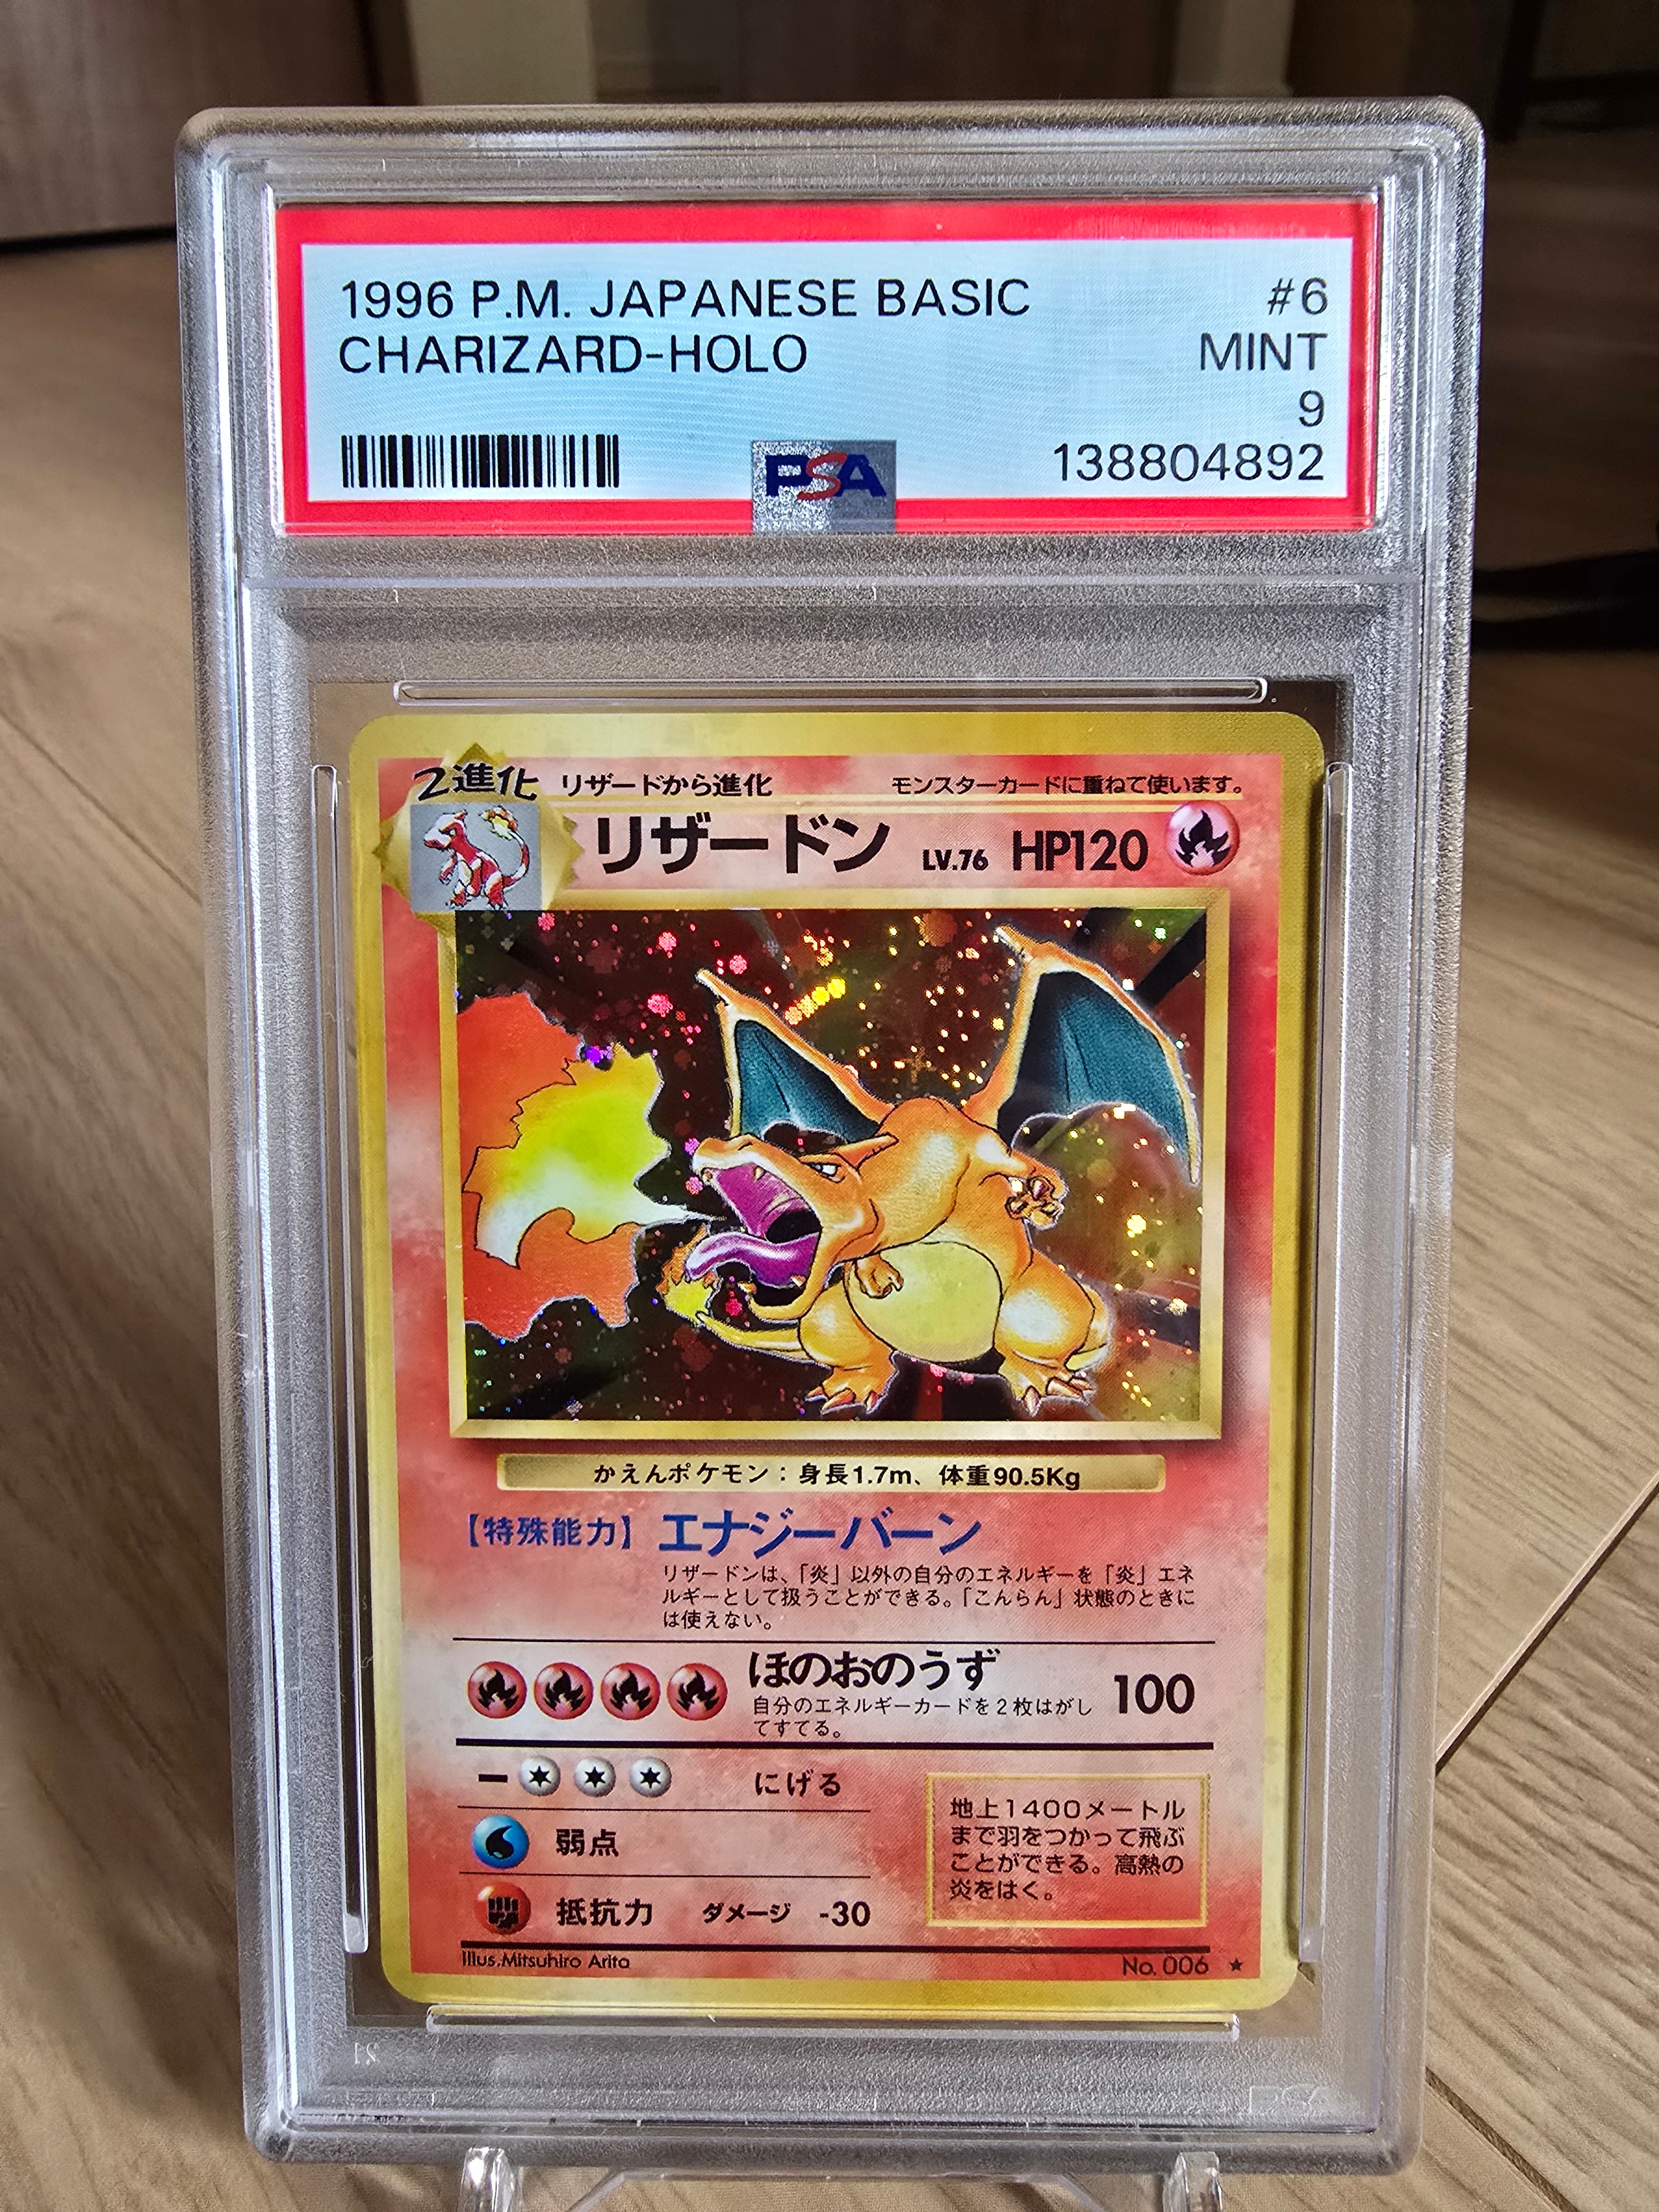 1996 P.M. JAPANESE BASIC #6
CHARIZARD-HOLO MINT
9
PSA 138804892
2進化 リザードから進化 モンスターカードに重ねて使います。
リザードン LV.76 HP120
かえんポケモン：身長1.7m、体重90.5Kg
【特殊能力】 エナジーバーン
リザードンは、「炎」以外の自分のエネルギーを「炎」エネ
ルギーとして扱うことができる。「こんらん」状態のときに
は使えない。
ほのおのうず 100
自分のエネルギーカードを2枚はがし
てすてる。
にげる
弱点
抵抗力 ダメージ -30
地上1400メートル
まで羽をつかって飛ぶ
ことができる。高熱の
炎をはく。
Illus.Mitsuhiro Arita No. 006 ★
PSA